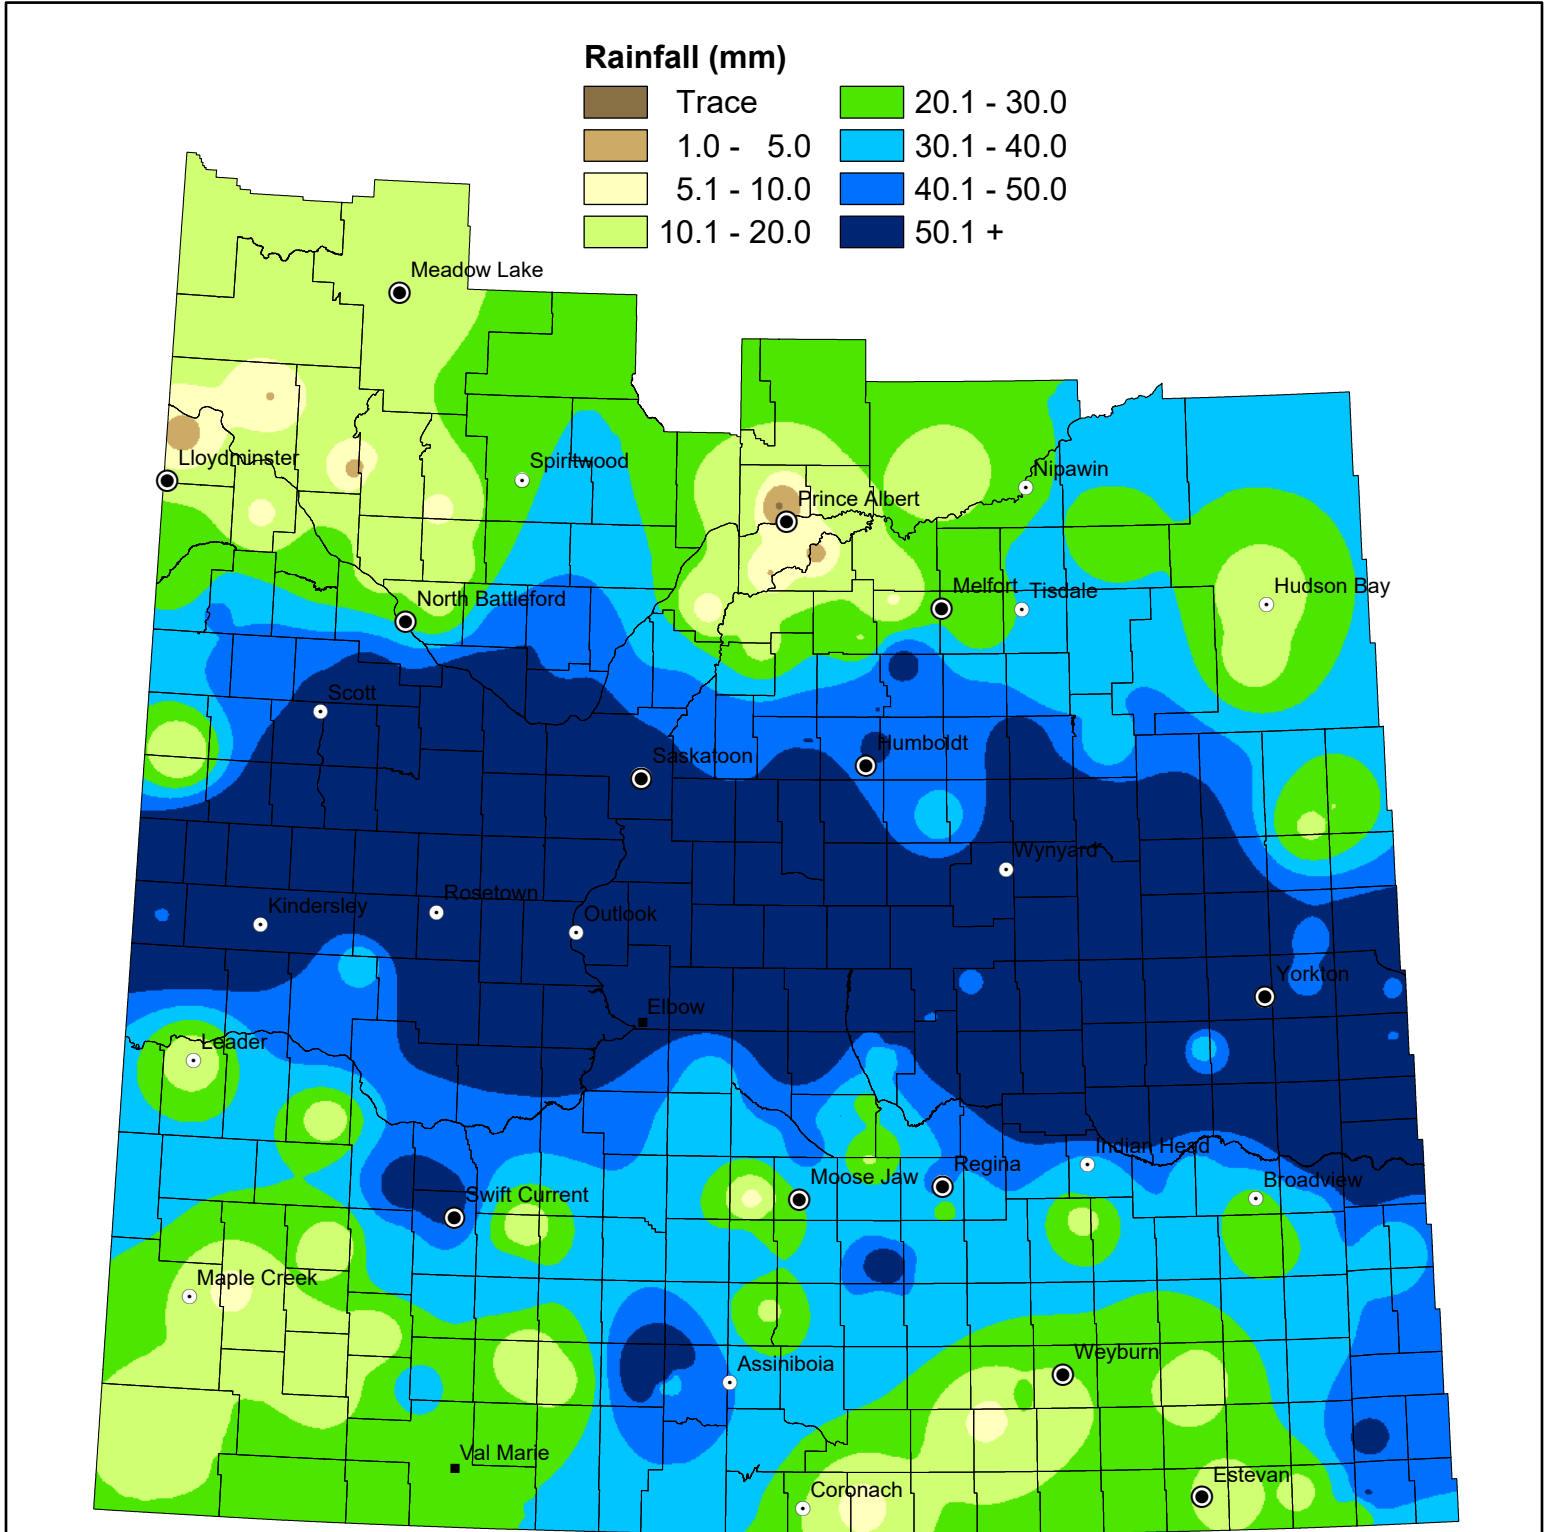 Rainfall (mm)
Trace
20.1 - 30.0
1.0 - 5.0
30.1 - 40.0
5.1 - 10.0
40.1 - 50.0
10.1 - 20.0
50.1 +
Meadow Lake
Lloydminster
Spiritwood
Nipawin
Prince Albert
Hudson Bay
Melfort
Tisdale
North Battleford
Scott
Humboldt
Saskatoon
Wynyard
Rosetown
Kindersley
Outlook
Yorkton
Elbow
Leader
Indian Head
Regina
Moose Jaw
Broadview
Swift Current
Maple Creek
Weyburn
Assiniboia
Val Marie
Estevan
Coronach